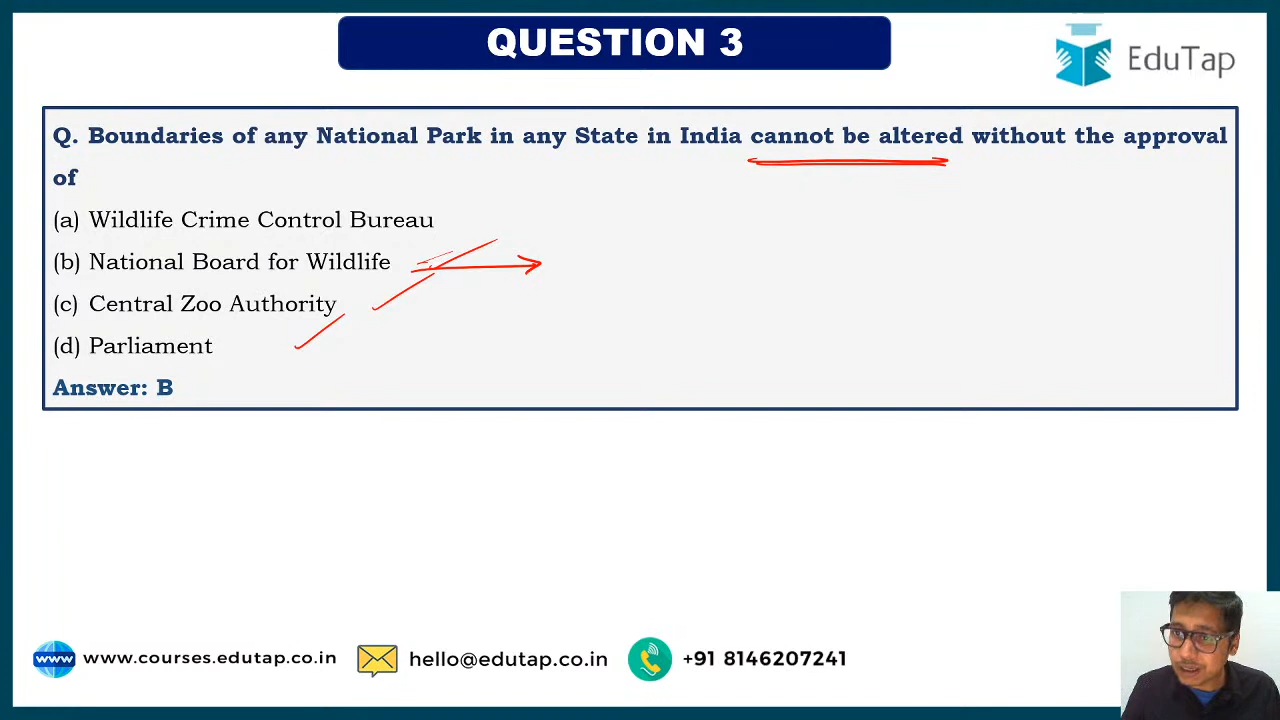 QUESTION 3
EduTap
Q. Boundaries of any National Park in any State in India cannot be altered without the approval
of
(a) Wildlife Crime Control Bureau
(b) National Board for Wildlife
(c) Central Zoo Authority
(d) Parliament
Answer: B
www www.courses.edutap.co.in hello@edutap.co.in +91 8146207241